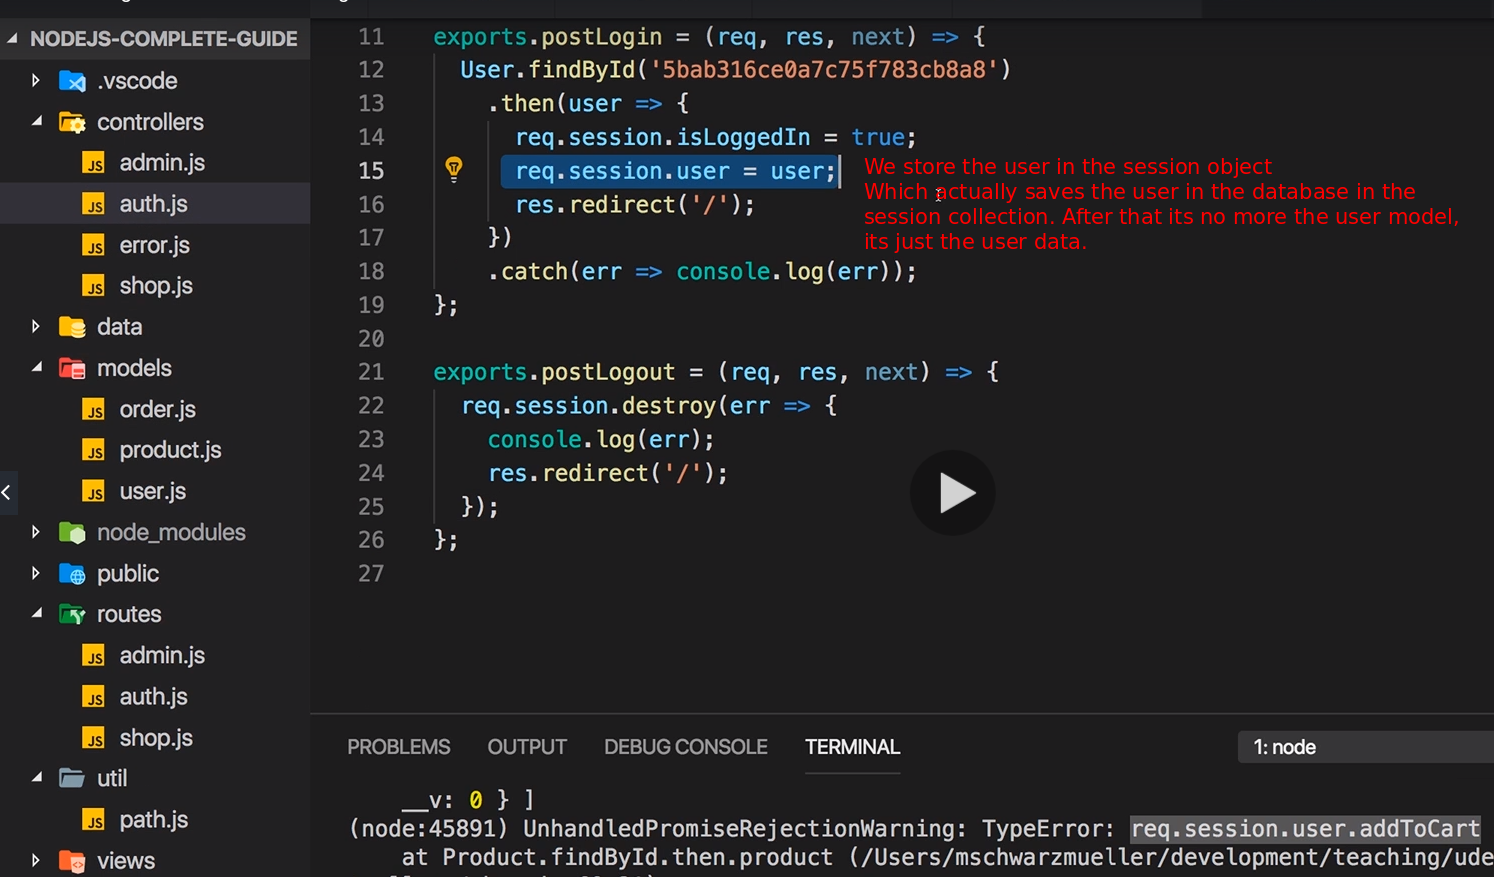 NODEJS-COMPLETE-GUIDE
.vscode
controllers
admin.js
auth.js
error.js
shop.js
data
models
order.js
product.js
user.js
node_modules
public
routes
admin.js
auth.js
shop.js
util
path.js
views
11 exports.postLogin = (req, res, next) => {
12 User.findById('5bab316ce0a7c75f783cb8a8')
13 .then(user => {
14 req.session.isLoggedIn = true;
15 req.session.user = user;
16 res.redirect('/');
17 })
18 .catch(err => console.log(err));
19 };
20
21 exports.postLogout = (req, res, next) => {
22 req.session.destroy(err => {
23 console.log(err);
24 res.redirect('/');
25 });
26 };
27
We store the user in the session object
Which actually saves the user in the database in the
session collection. After that its no more the user model,
its just the user data.
PROBLEMS OUTPUT DEBUG CONSOLE TERMINAL 1: node
__v: 0 } ]
(node:45891) UnhandledPromiseRejectionWarning: TypeError: req.session.user.addToCart
at Product.findById.then.product (/Users/mschwarzmueller/development/teaching/ude